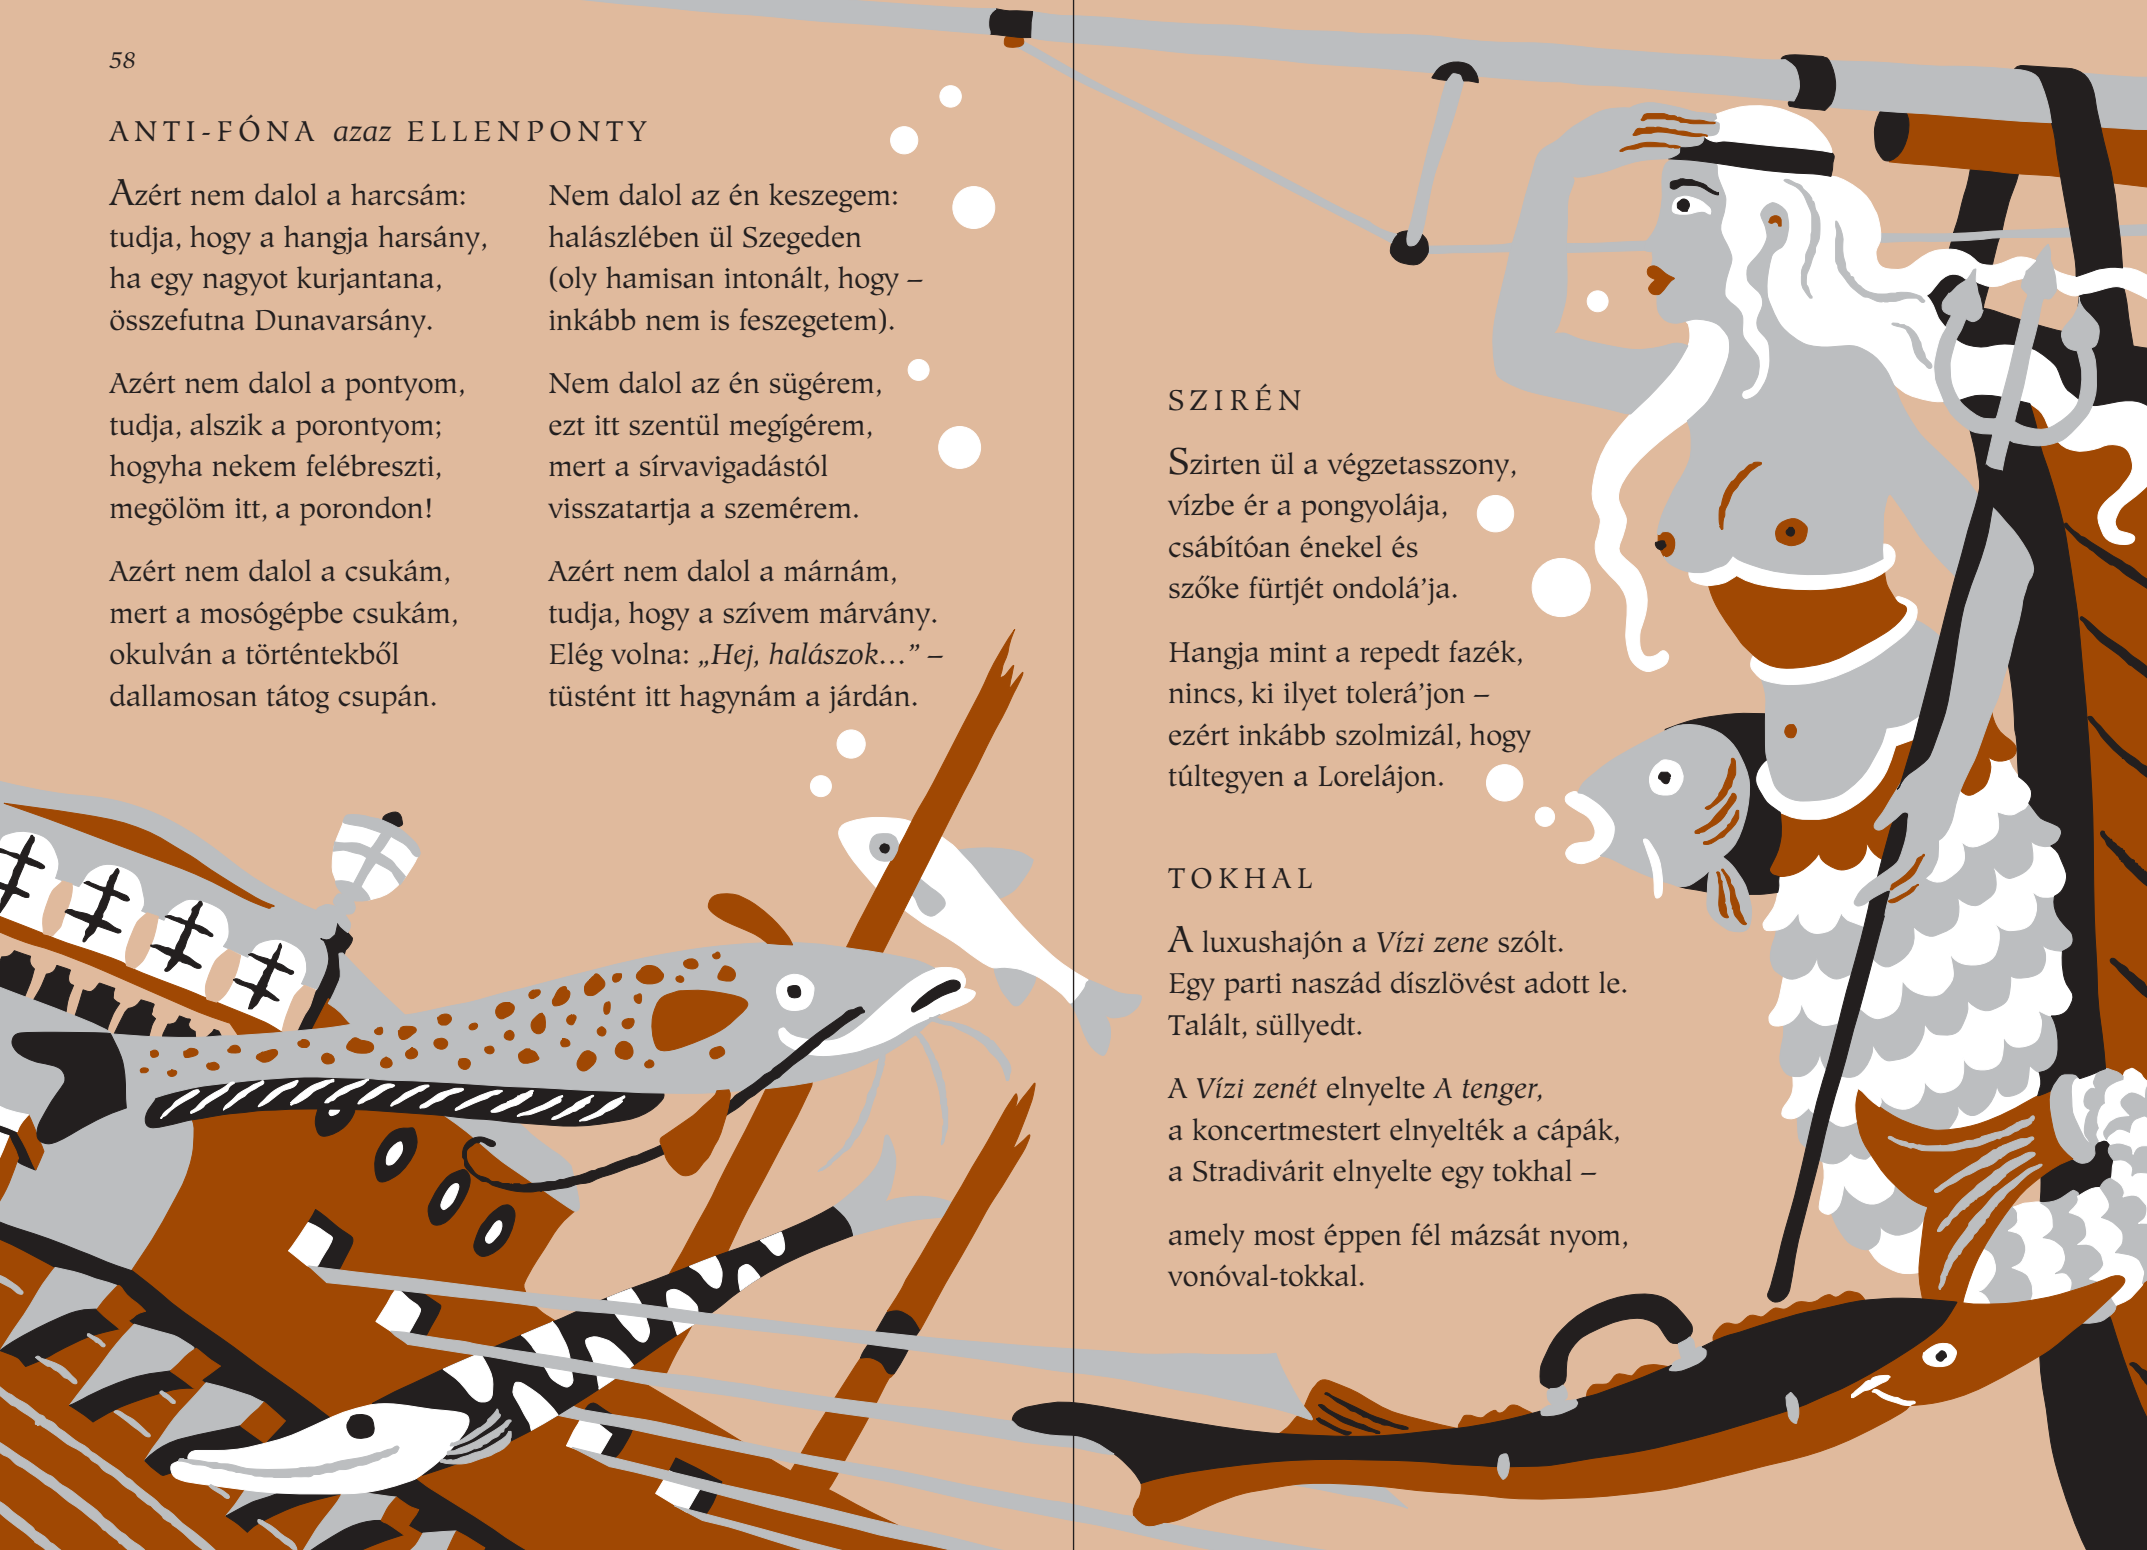 58
ANTI-FÓNA azaz ELLENPONTY
Azért nem dalol a harcsám:
tudja, hogy a hangja harsány,
ha egy nagyot kurjantana,
összefutna Dunavarsány.
Azért nem dalol a pontyom,
tudja, alszik a porontyom;
hogyha nekem felébreszti,
megölöm itt, a porondon!
Azért nem dalol a csukám,
mert a mosógépbe csukám,
okulván a történtekből
dallamosan tátog csupán.
Nem dalol az én keszegem:
halászlében ül Szegeden
(oly hamisan intonált, hogy –
inkább nem is feszegetem).
Nem dalol az én sügérem,
ezt itt szentül megígérem,
mert a sírvavigadástól
visszatartja a szemérem.
Azért nem dalol a márnám,
tudja, hogy a szívem márvány.
Elég volna: „Hej, halászok…” –
tüstént itt hagynám a járdán.
SZIRÉN
Szirten ül a végzetasszony,
vízbe ér a pongyolája,
csábítóan énekel és
szőke fürtjét ondolá’ja.
Hangja mint a repedt fazék,
nincs, ki ilyet tolerá’jon –
ezért inkább szolmizál, hogy
túltegyen a Lorelájon.
TOKHAL
A luxushajón a Vízi zene szólt.
Egy parti naszád díszlövést adott le.
Talált, süllyedt.
A Vízi zenét elnyelte A tenger,
a koncertmestert elnyelték a cápák,
a Stradivárit elnyelte egy tokhal –
amely most éppen fél mázsát nyom,
vonóval-tokkal.